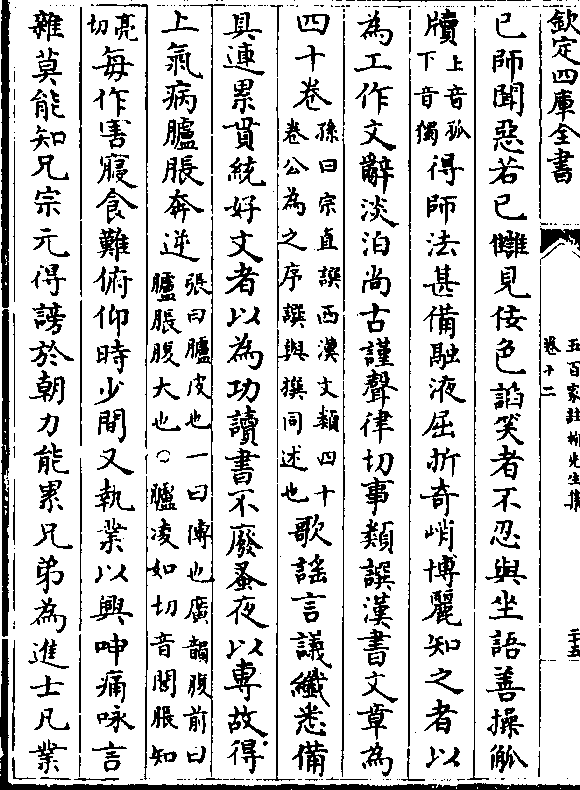 欽定四庫全書
五百家註柳先生集
卷十二
二十五
已師聞惡若已讎見佞色諂笑者不忍與坐語善操觚
牘上音孤下音獨得師法甚備融液屈折奇峭博麗知之者以
為工作文辭淡泊尚古謹聲律切事類譔漢書文章為
四十卷孫曰宗直譔西漢文類四十卷公為之序譔與撰同述也歌謠言議纖悉備
具連累貫統好文者以為功讀書不廢蚤夜以專故得
上氣病臚脹奔逆張曰臚皮也一曰傳也廣韻腹前曰臚脹腹大也○臚凌如切音閭脹知
亮切每作害寢食難俯仰時少間又執業以興呻痛咏言
雜莫能知兄宗元得謗於朝力能累兄弟為進士凡業